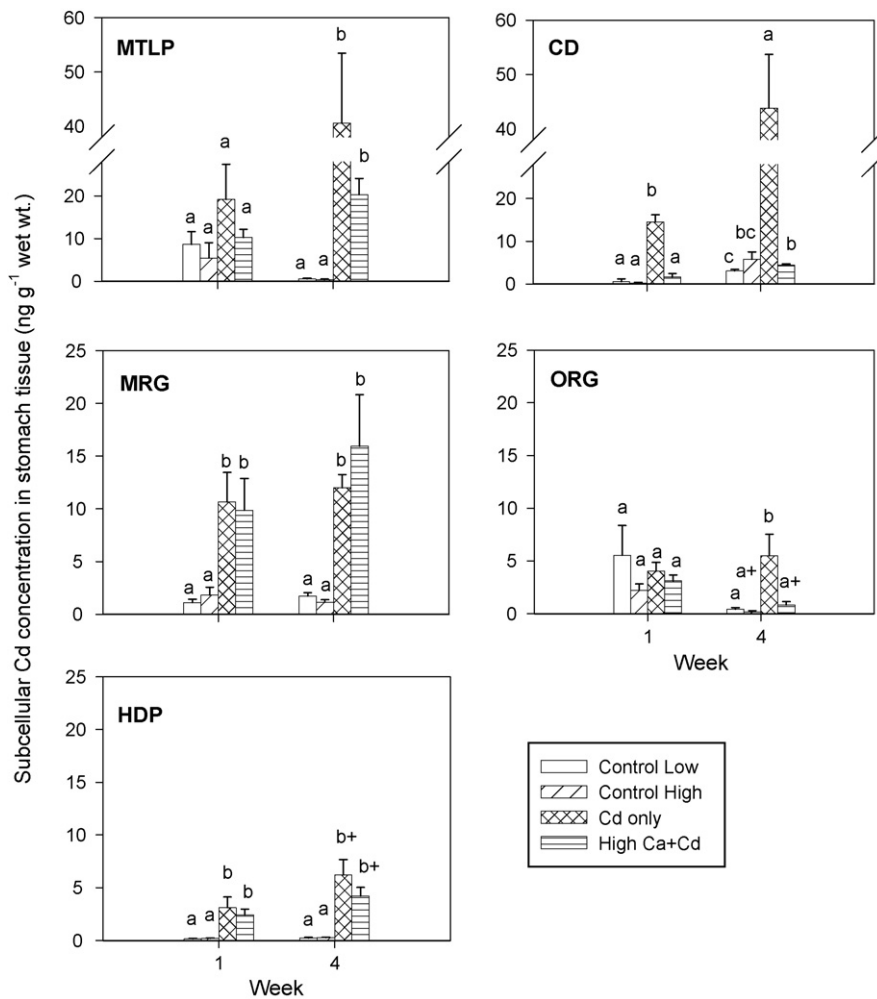 Subcellular Cd concentration in stomach tissue (ng g-1 wet wt.)
MTLP
60
50
40
20
10
0
a
a
a
a
a
a
b
b
CD
60
50
40
20
10
0
a
a
b
a
c
bc
a
b
MRG
25
20
15
10
5
0
a
a
b
b
a
a
b
b
ORG
25
20
15
10
5
0
a
a
a
a
a
a+
b
a+
1
4
Week
HDP
25
20
15
10
5
0
a
a
b
b
a
a
b+
b+
1
4
Week
Control Low
Control High
Cd only
High Ca+Cd